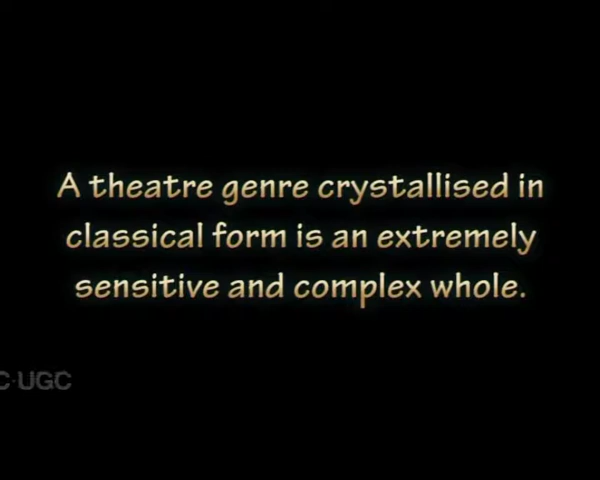 A theatre genre crystallised in
classical form is an extremely
sensitive and complex whole.
C-UGC